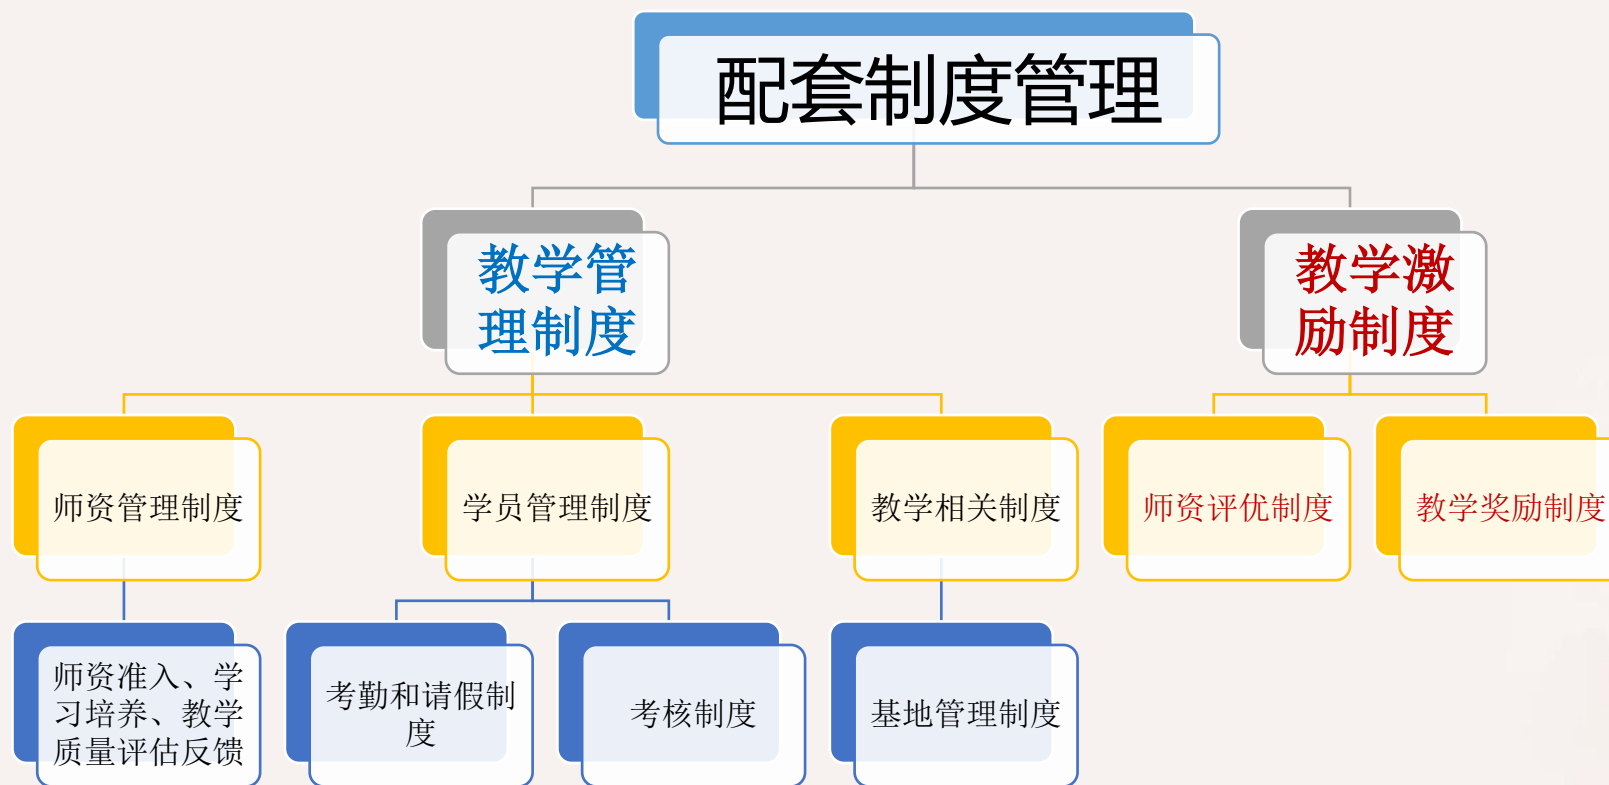 配套制度管理
教学管
理制度
教学激
励制度
师资管理制度
学员管理制度
教学相关制度
师资评优制度
教学奖励制度
师资准入、学
习培养、教学
质量评估反馈
考勤和请假制
度
考核制度
基地管理制度